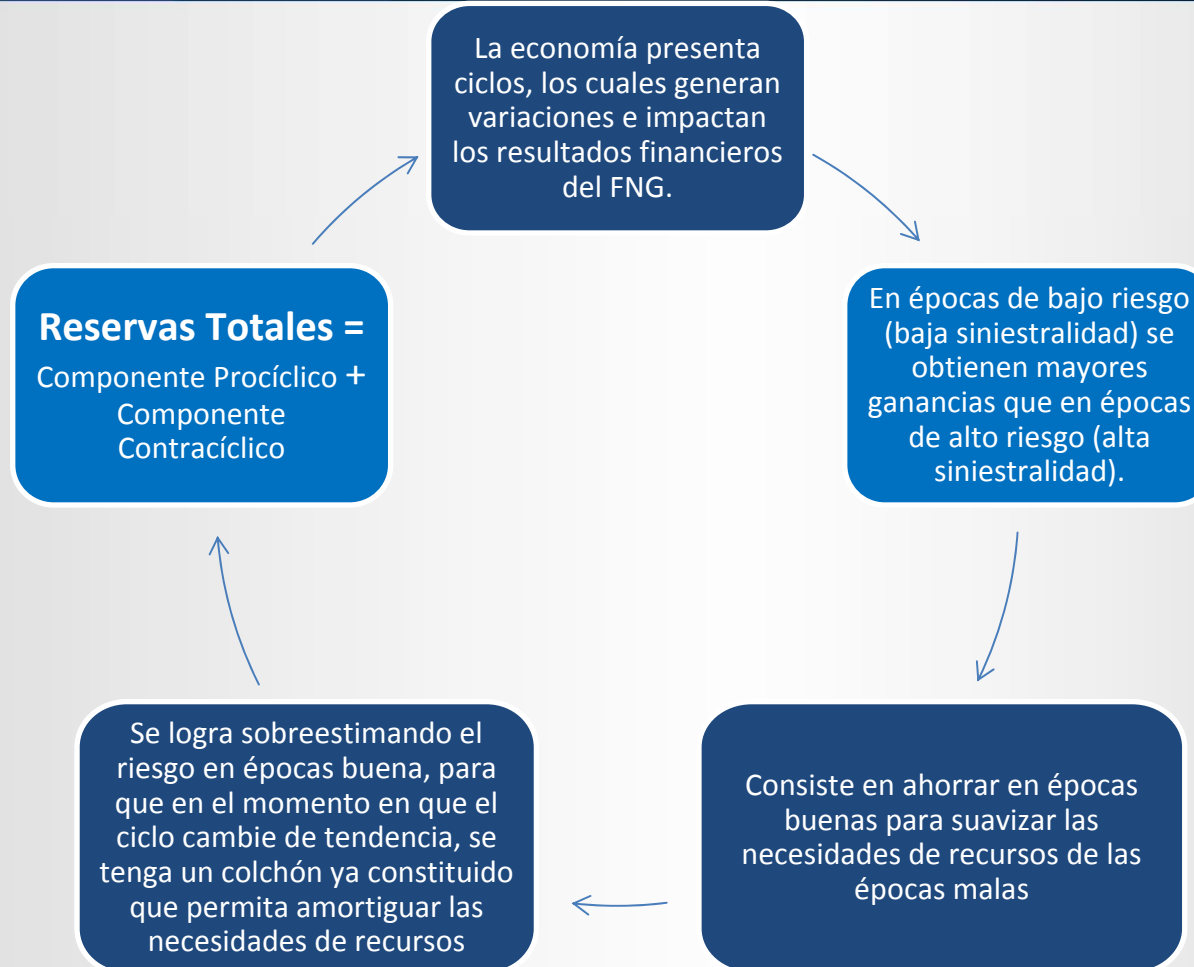 La economía presenta
ciclos, los cuales generan
variaciones e impactan
los resultados financieros
del FNG.
En épocas de bajo riesgo
(baja siniestralidad) se
obtienen mayores
ganancias que en épocas
de alto riesgo (alta
siniestralidad).
Consiste en ahorrar en épocas
buenas para suavizar las
necesidades de recursos de las
épocas malas
Se logra sobreestimando el
riesgo en épocas buena, para
que en el momento en que el
ciclo cambie de tendencia, se
tenga un colchón ya constituido
que permita amortiguar las
necesidades de recursos
Reservas Totales =
Componente Procíclico +
Componente
Contracíclico